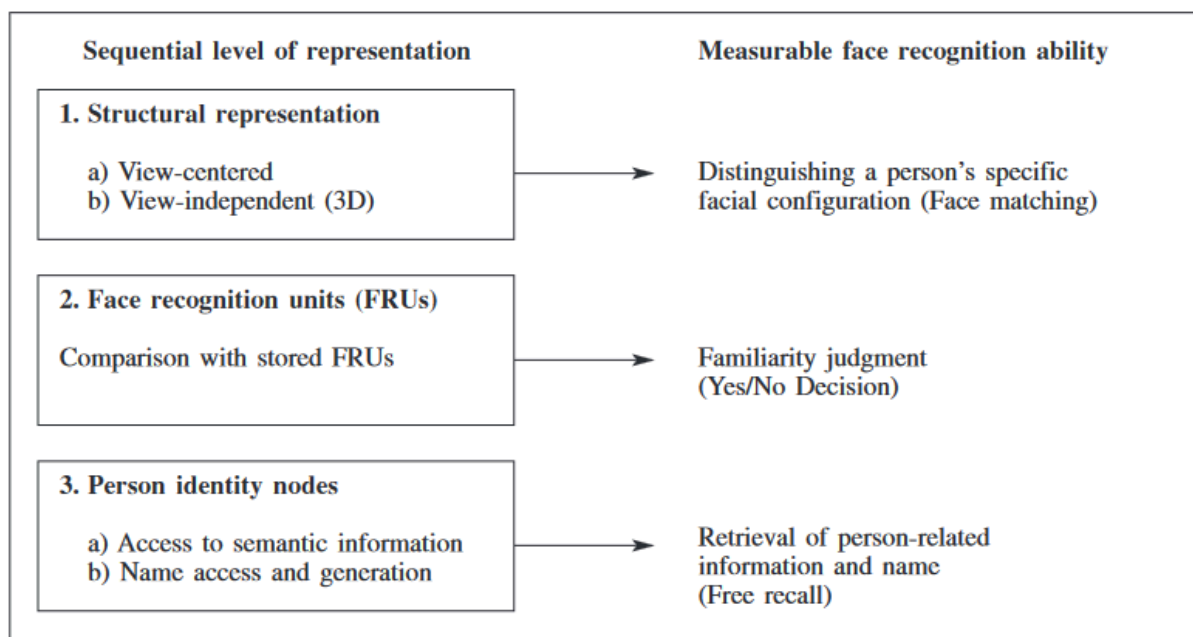 Sequential level of representation
Measurable face recognition ability
1. Structural representation
a) View-centered
b) View-independent (3D)
Distinguishing a person's specific
facial configuration (Face matching)
2. Face recognition units (FRUs)
Comparison with stored FRUs
Familiarity judgment
(Yes/No Decision)
3. Person identity nodes
a) Access to semantic information
b) Name access and generation
Retrieval of person-related
information and name
(Free recall)